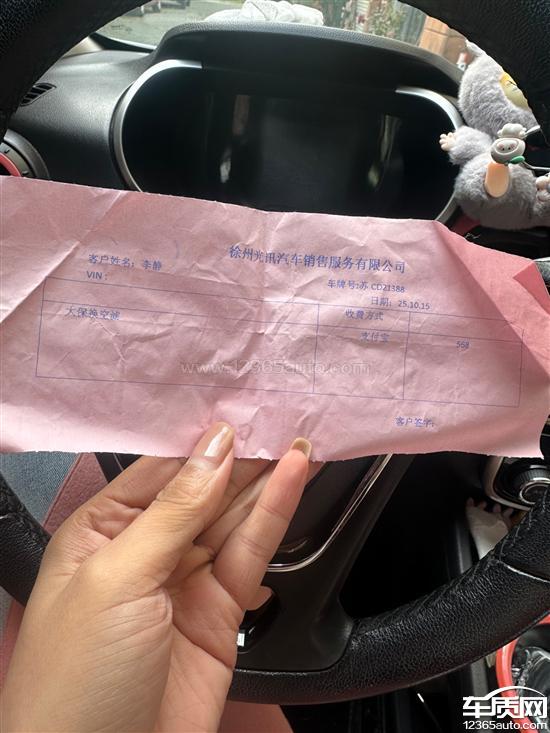 徐州光讯汽车销售服务有限公司
客户姓名：李静
车牌号:苏 CD21388
VIN：
日期：25.10.15
大保换空滤
收费方式
支付宝
568
www.12365auto.com
客户签字：
车质网
12365auto.com